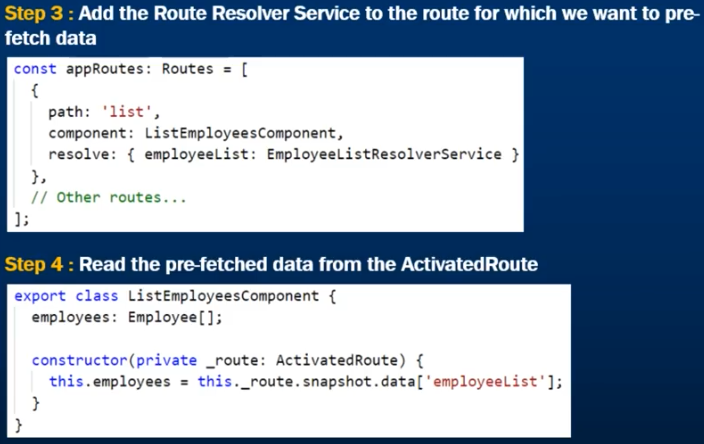 Step 3 : Add the Route Resolver Service to the route for which we want to pre-
fetch data
const appRoutes: Routes = [
{
path: 'list',
component: ListEmployeesComponent,
resolve: { employeeList: EmployeeListResolverService }
},
// Other routes...
];
Step 4 : Read the pre-fetched data from the ActivatedRoute
export class ListEmployeesComponent {
employees: Employee[];
constructor(private _route: ActivatedRoute) {
this.employees = this._route.snapshot.data['employeeList'];
}
}